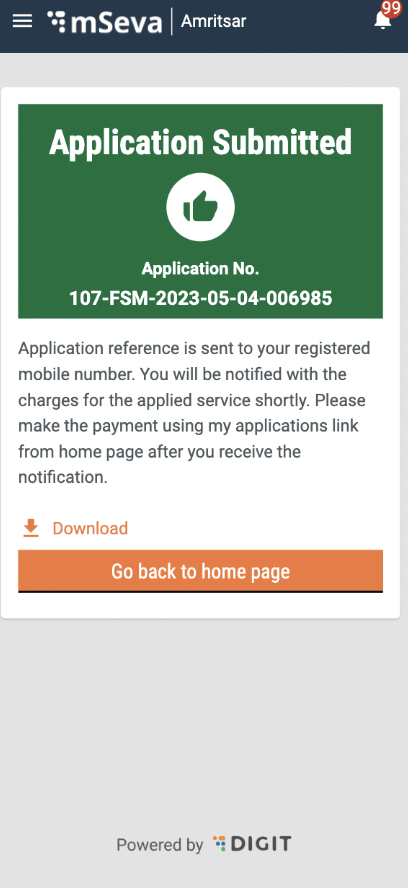 mSeva | Amritsar
99
Application Submitted
Application No.
107-FSM-2023-05-04-006985
Application reference is sent to your registered
mobile number. You will be notified with the
charges for the applied service shortly. Please
make the payment using my applications link
from home page after you receive the
notification.
Download
Go back to home page
Powered by DIGIT